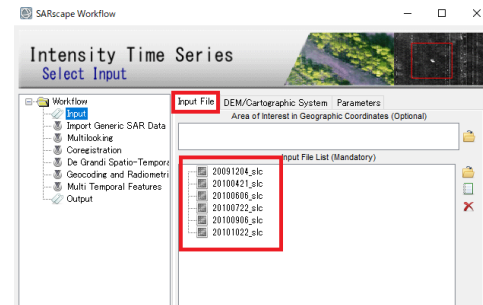 SARscape Workflow
Intensity Time Series
Select Input
Workflow
Input
Import Generic SAR Data
Multilooking
Coregistration
De Grandi Spatio-Tempora
Geocoding and Radiometri
Multi Temporal Features
Output
Input File
DEM/Cartographic System
Parameters
Area of Interest in Geographic Coordinates (Optional)
Input File List (Mandatory)
20091204_slc
20100421_slc
20100606_slc
20100722_slc
20100906_slc
20101022_slc